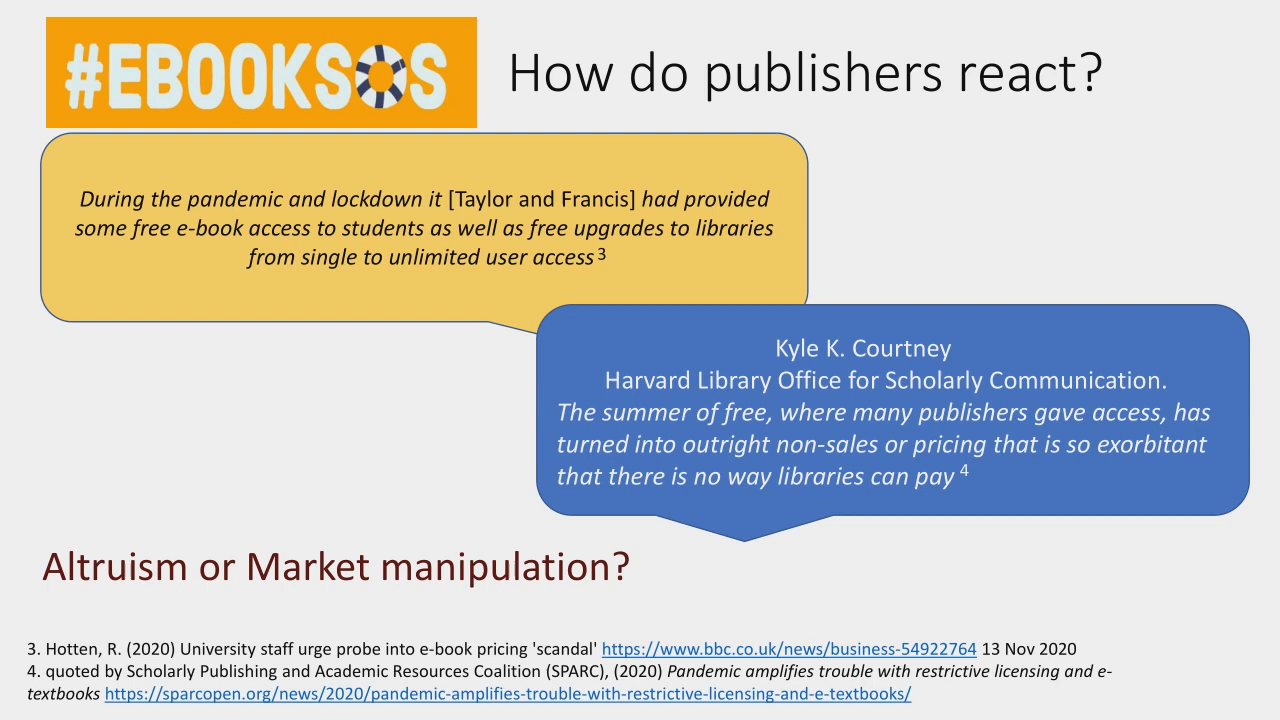 #EBOOKSOS
How do publishers react?
During the pandemic and lockdown it [Taylor and Francis] had provided
some free e-book access to students as well as free upgrades to libraries
from single to unlimited user access 3
Kyle K. Courtney
Harvard Library Office for Scholarly Communication.
The summer of free, where many publishers gave access, has
turned into outright non-sales or pricing that is so exorbitant
that there is no way libraries can pay 4
Altruism or Market manipulation?
3. Hotten, R. (2020) University staff urge probe into e-book pricing 'scandal' https://www.bbc.co.uk/news/business-54922764 13 Nov 2020
4. quoted by Scholarly Publishing and Academic Resources Coalition (SPARC), (2020) Pandemic amplifies trouble with restrictive licensing and e-
textbooks https://sparcopen.org/news/2020/pandemic-amplifies-trouble-with-restrictive-licensing-and-e-textbooks/